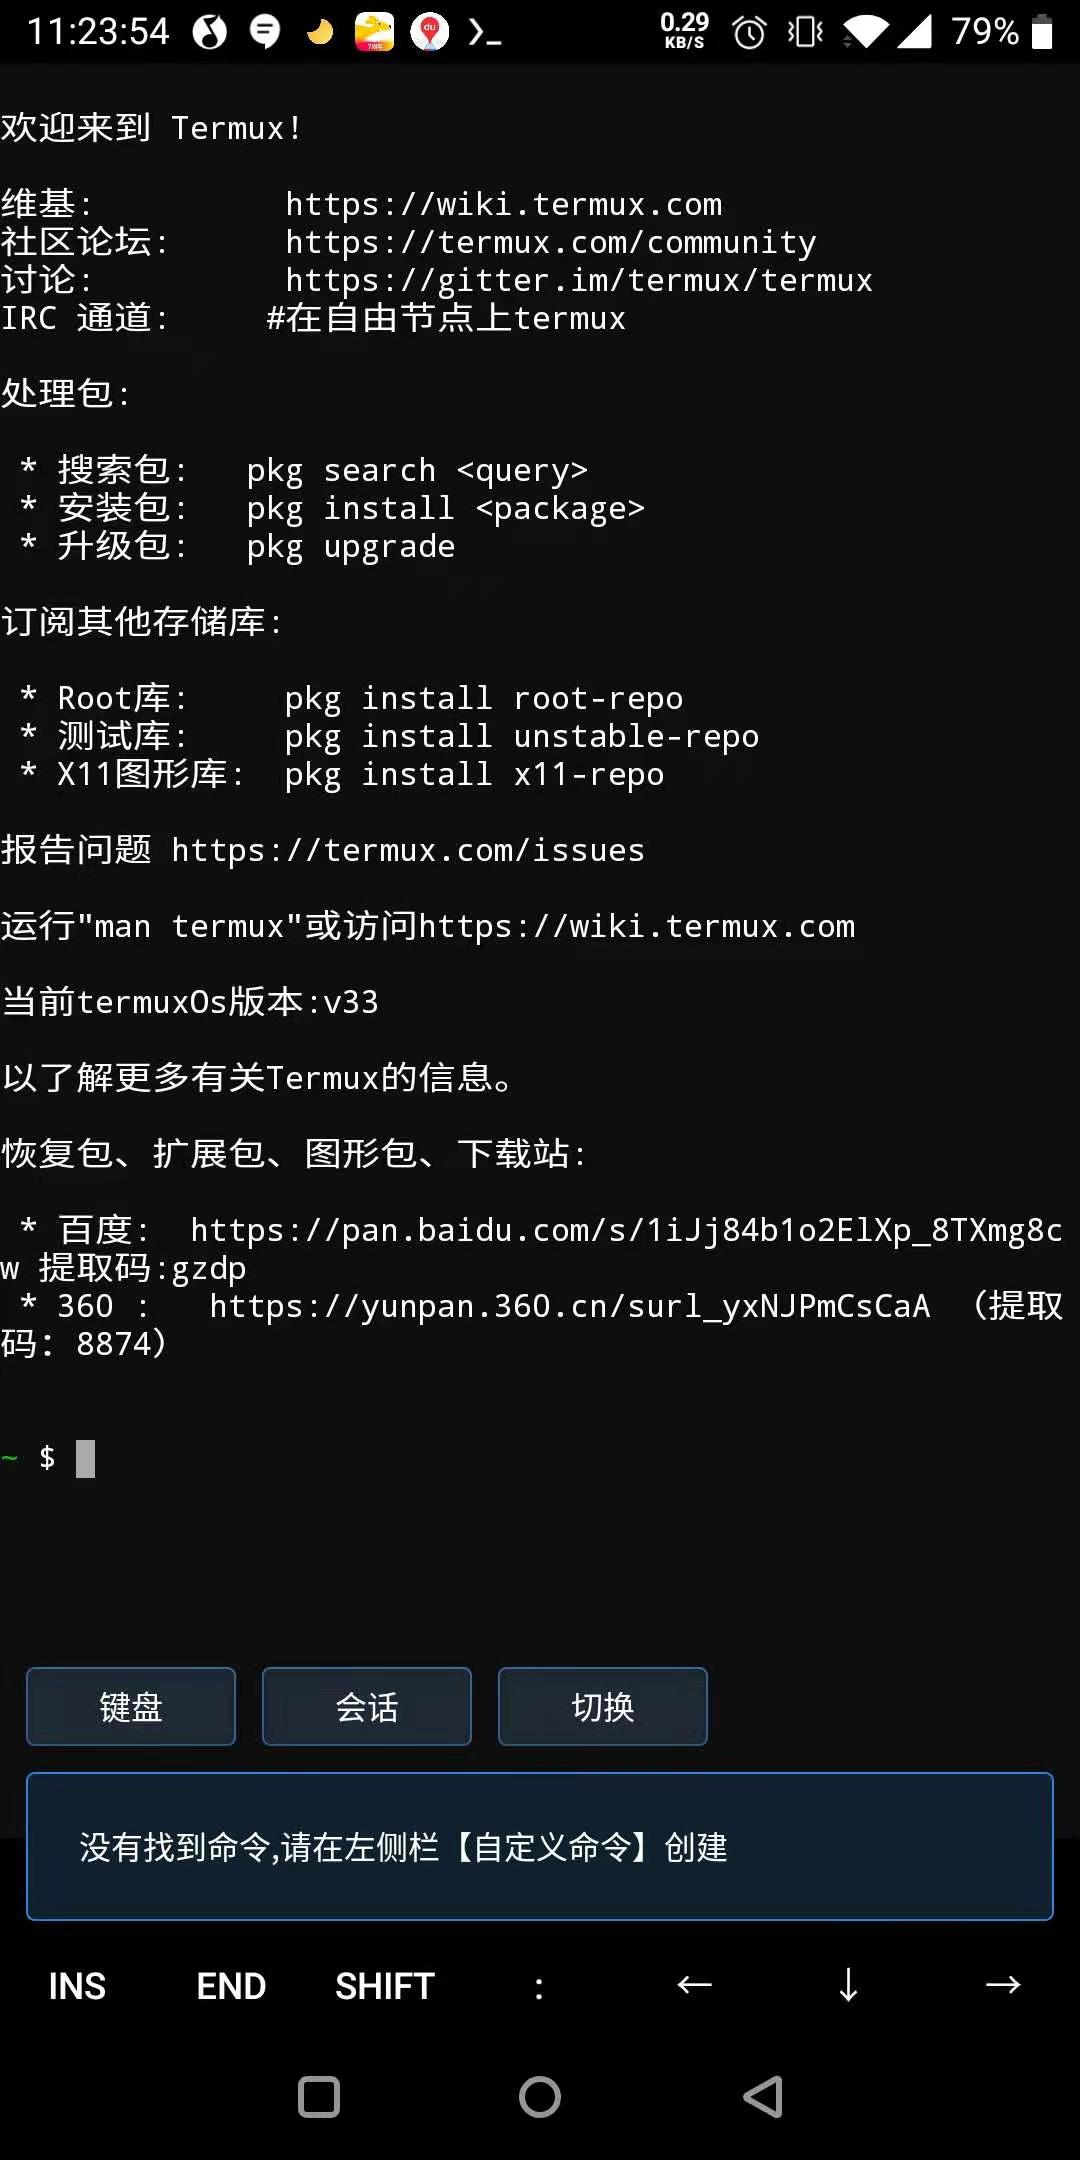 11:23:54 0.29 KB/S 79%
欢迎来到 Termux!
维基: https://wiki.termux.com
社区论坛: https://termux.com/community
讨论: https://gitter.im/termux/termux
IRC 通道: #在自由节点上termux
处理包:
* 搜索包: pkg search <query>
* 安装包: pkg install <package>
* 升级包: pkg upgrade
订阅其他存储库:
* Root库: pkg install root-repo
* 测试库: pkg install unstable-repo
* X11图形库: pkg install x11-repo
报告问题 https://termux.com/issues
运行"man termux"或访问https://wiki.termux.com
当前termuxOs版本:v33
以了解更多有关Termux的信息。
恢复包、扩展包、图形包、下载站:
* 百度: https://pan.baidu.com/s/1iJj84b1o2ElXp_8TXmg8c
w 提取码:gzdp
* 360 : https://yunpan.360.cn/surl_yxNJPmCsCaA （提取
码：8874）
~ $
键盘 会话 切换
没有找到命令,请在左侧栏【自定义命令】创建
INS END SHIFT : ← ↓ →